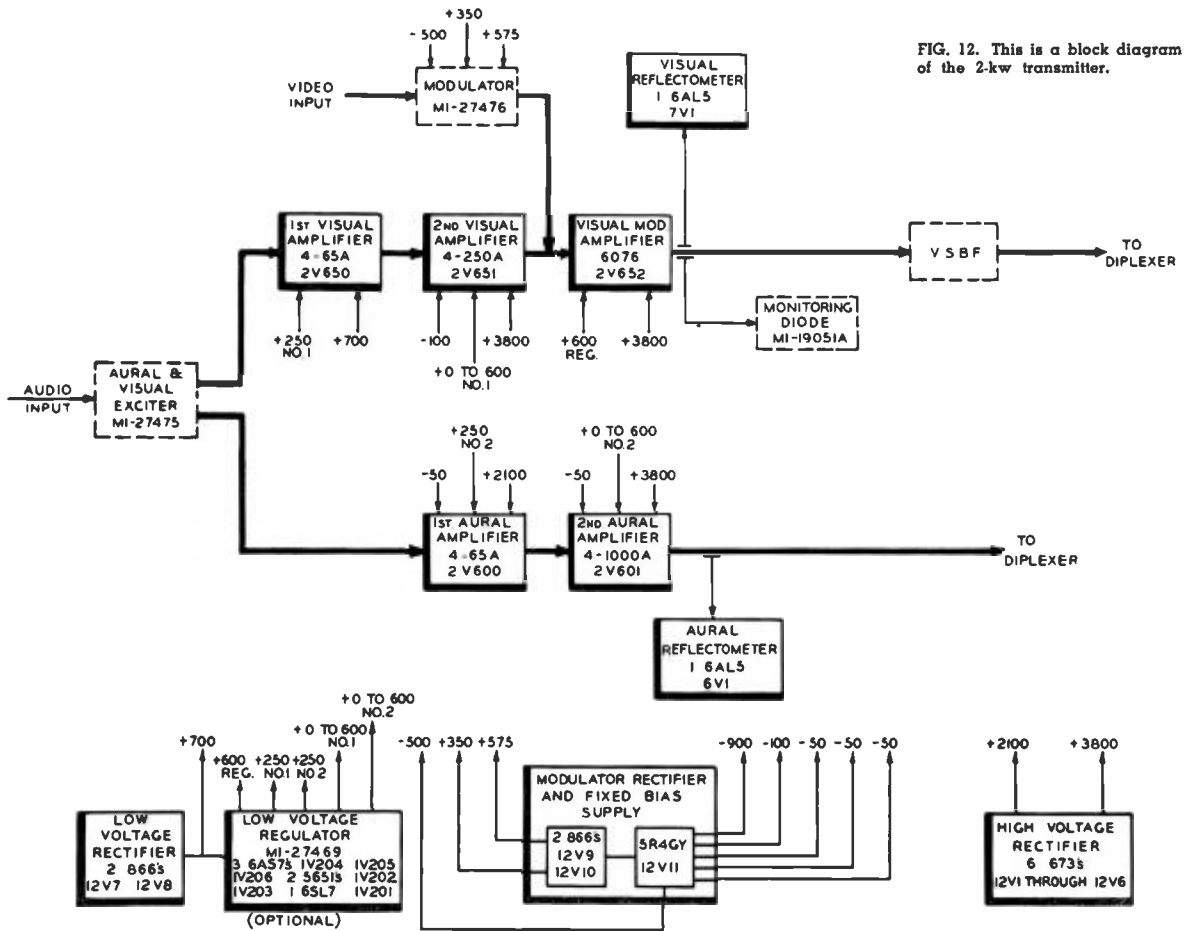 FIG. 12. This is a block diagram
of the 2-kw transmitter.
+350
-500
+575
VIDEO
INPUT
MODULATOR
MI-27476
VISUAL
REFLECTOMETER
1 6AL5
7V1
1ST VISUAL
AMPLIFIER
4-65A
2V650
2ND VISUAL
AMPLIFIER
4-250A
2V651
VISUAL MOD
AMPLIFIER
6076
2V652
VSBF
TO
DIPLEXER
+250
NO.1
+700
-100
+0 TO 600
NO.1
+3800
+600
REG.
+3800
MONITORING
DIODE
MI-19051A
AUDIO
INPUT
AURAL &
VISUAL
EXCITER
MI-27475
-50
+250
NO.2
+2100
-50
+0 TO 600
NO.2
+3800
1ST AURAL
AMPLIFIER
4-65A
2V600
2ND AURAL
AMPLIFIER
4-1000A
2V601
TO
DIPLEXER
AURAL
REFLECTOMETER
1 6AL5
6V1
+700
+600
REG.
+250
NO.1
+250
NO.2
+0 TO 600
NO.1
+0 TO 600
NO.2
-500
+350
+575
-900
-100
-50
-50
-50
+2100
+3800
LOW
VOLTAGE
RECTIFIER
2 866's
12V7 12V8
LOW VOLTAGE
REGULATOR
MI-27469
3 6AS7's 1V204 1V205
1V206 2 5651's 1V202
1V203 1 6SL7 1V201
(OPTIONAL)
MODULATOR RECTIFIER
AND FIXED BIAS
SUPPLY
2 866's
12V9
12V10
5R4GY
12V11
HIGH VOLTAGE
RECTIFIER
6 673's
12V1 THROUGH 12V6